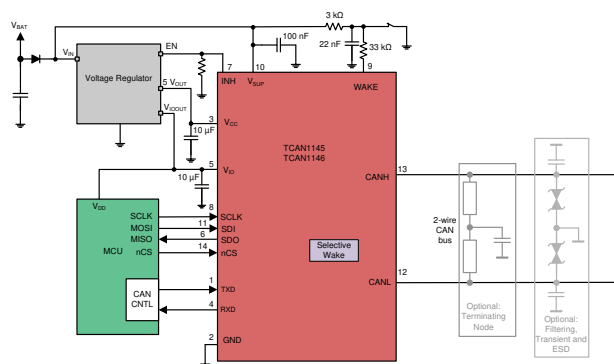 3 kΩ
V_BAT
100 nF
22 nF
33 kΩ
V_IN
EN
7
10
9
INH
V_SUP
WAKE
Voltage Regulator
5 V_OUT
V_IOOUT
3
V_CC
10 µF
TCAN1145
TCAN1146
5
V_IO
10 µF
13
CANH
V_DD
8
SCLK
SCLK
11
MOSI
SDI
6
MISO
SDO
MCU
14
nCS
nCS
2-wire
CAN
bus
Selective
Wake
12
CANL
CAN
CNTL
1
TXD
4
RXD
2
GND
Optional:
Terminating
Node
Optional:
Filtering,
Transient and
ESD